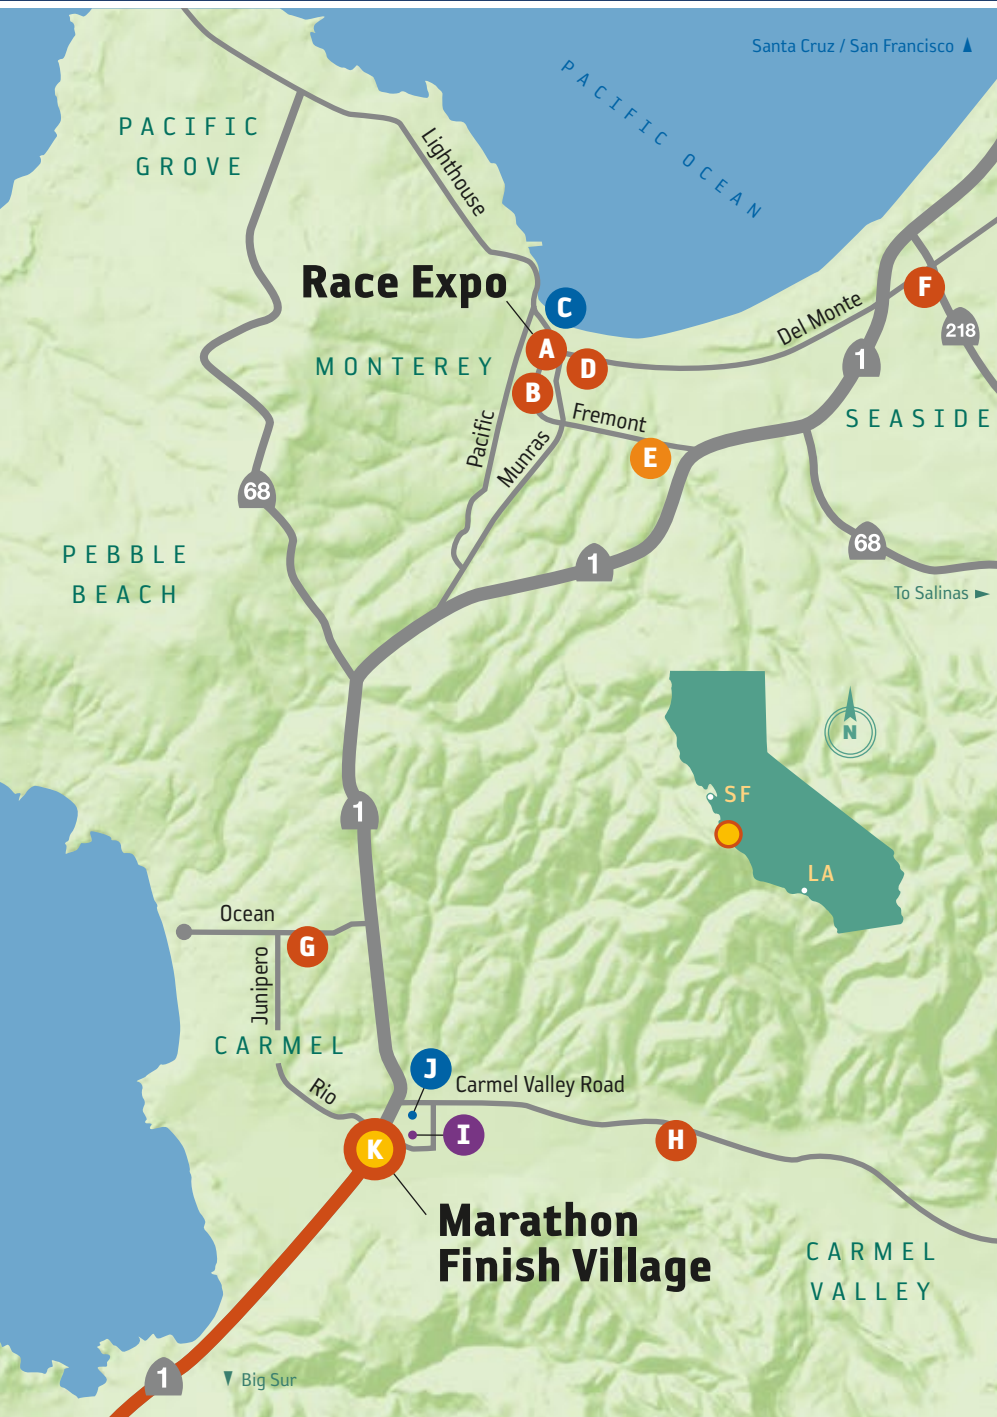 Santa Cruz / San Francisco
PACIFIC OCEAN
PACIFIC
GROVE
Lighthouse
Race Expo
C
F
Del Monte
218
MONTEREY
A
D
1
B
SEASIDE
Fremont
Pacific
Munras
E
68
68
PEBBLE
BEACH
1
To Salinas
N
SF
1
LA
Ocean
G
Junipero
CARMEL
J
Carmel Valley Road
Rio
I
H
K
Marathon
Finish Village
CARMEL
VALLEY
1
Big Sur